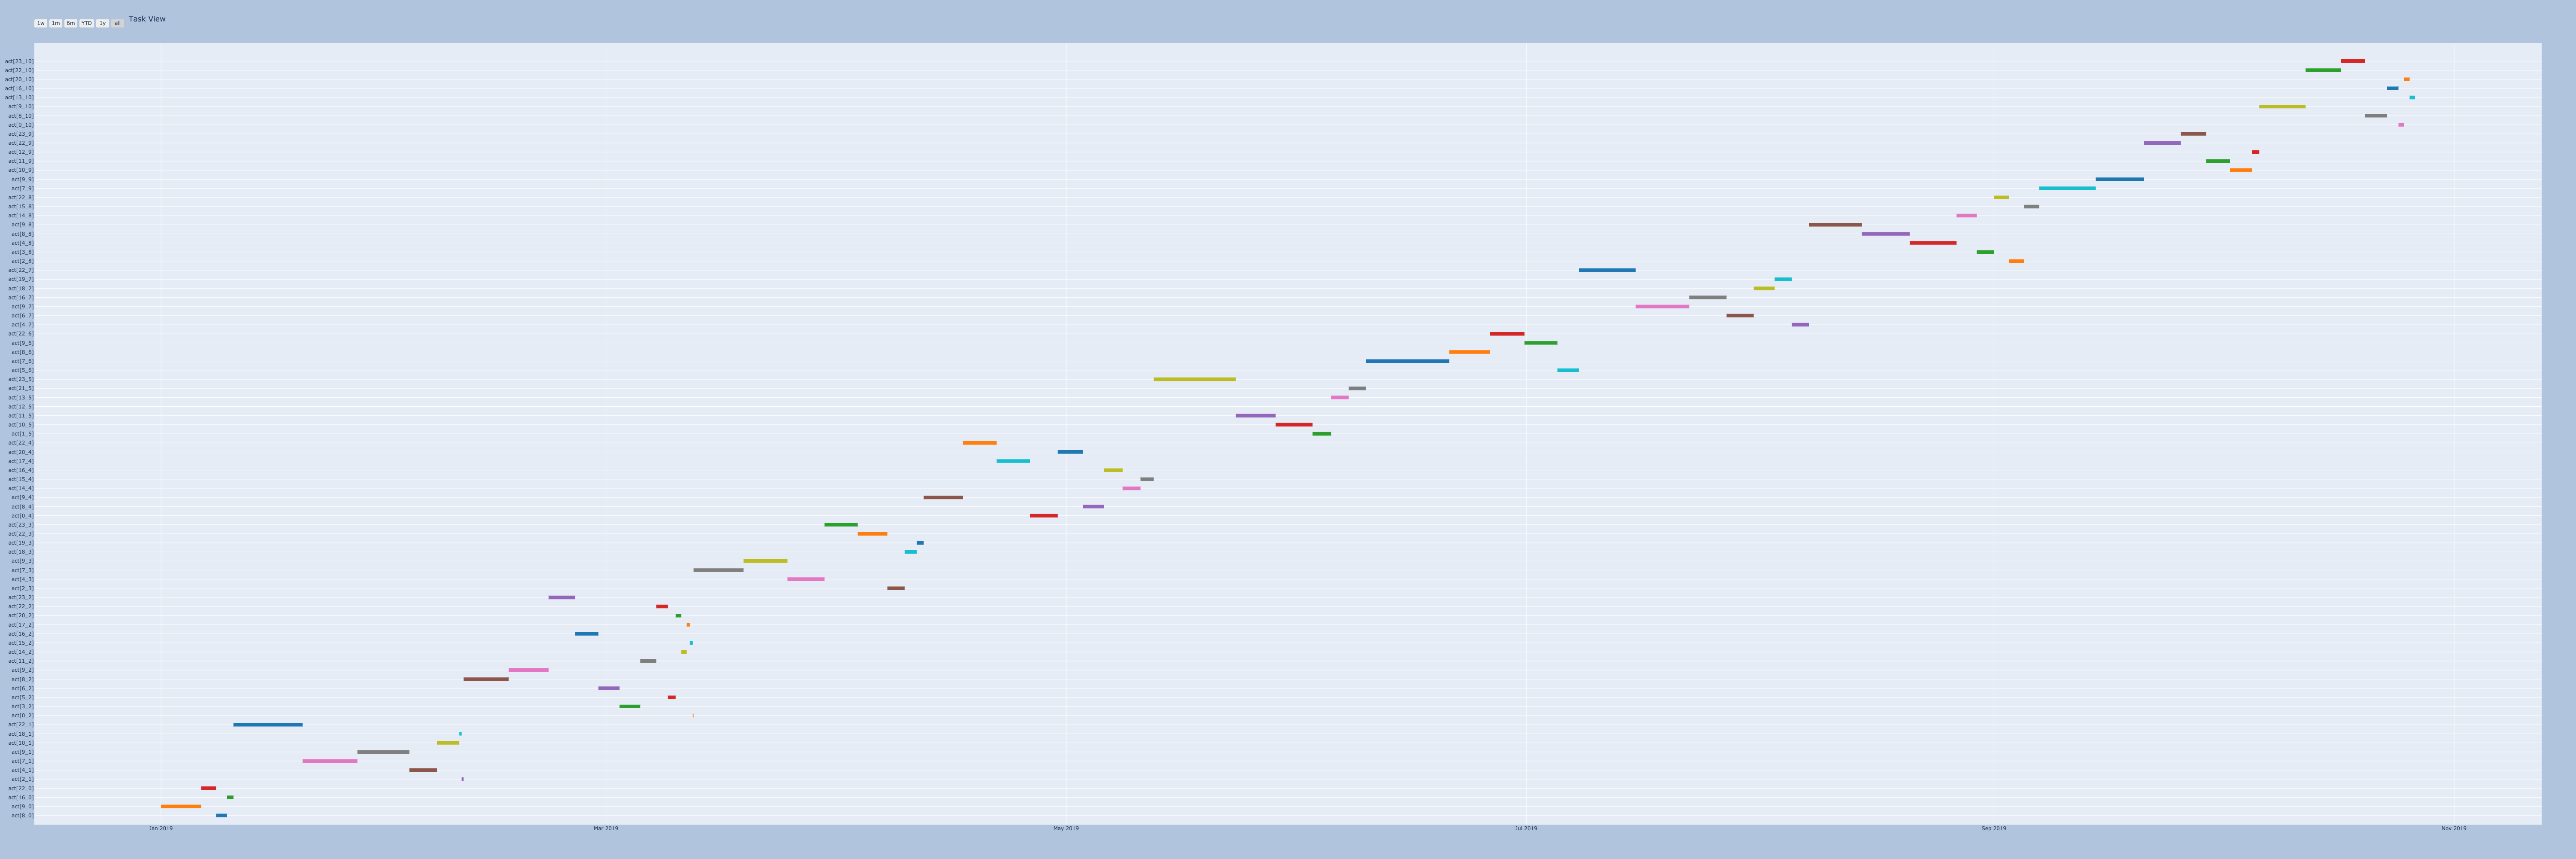 1w 1m 6m YTD 1y all Task View
act[23_10]
act[22_10]
act[20_10]
act[16_10]
act[13_10]
act[9_10]
act[8_10]
act[0_10]
act[23_9]
act[22_9]
act[12_9]
act[11_9]
act[10_9]
act[9_9]
act[7_9]
act[22_8]
act[15_8]
act[14_8]
act[9_8]
act[8_8]
act[4_8]
act[3_8]
act[2_8]
act[22_7]
act[19_7]
act[18_7]
act[16_7]
act[9_7]
act[6_7]
act[4_7]
act[22_6]
act[9_6]
act[8_6]
act[7_6]
act[5_6]
act[23_5]
act[21_5]
act[13_5]
act[12_5]
act[11_5]
act[10_5]
act[1_5]
act[22_4]
act[20_4]
act[17_4]
act[16_4]
act[15_4]
act[14_4]
act[9_4]
act[8_4]
act[0_4]
act[23_3]
act[22_3]
act[19_3]
act[18_3]
act[9_3]
act[7_3]
act[4_3]
act[2_3]
act[23_2]
act[22_2]
act[20_2]
act[17_2]
act[16_2]
act[15_2]
act[14_2]
act[11_2]
act[9_2]
act[8_2]
act[6_2]
act[5_2]
act[3_2]
act[0_2]
act[22_1]
act[18_1]
act[10_1]
act[9_1]
act[7_1]
act[4_1]
act[2_1]
act[22_0]
act[16_0]
act[9_0]
act[8_0]
Jan 2019 Mar 2019 May 2019 Jul 2019 Sep 2019 Nov 2019